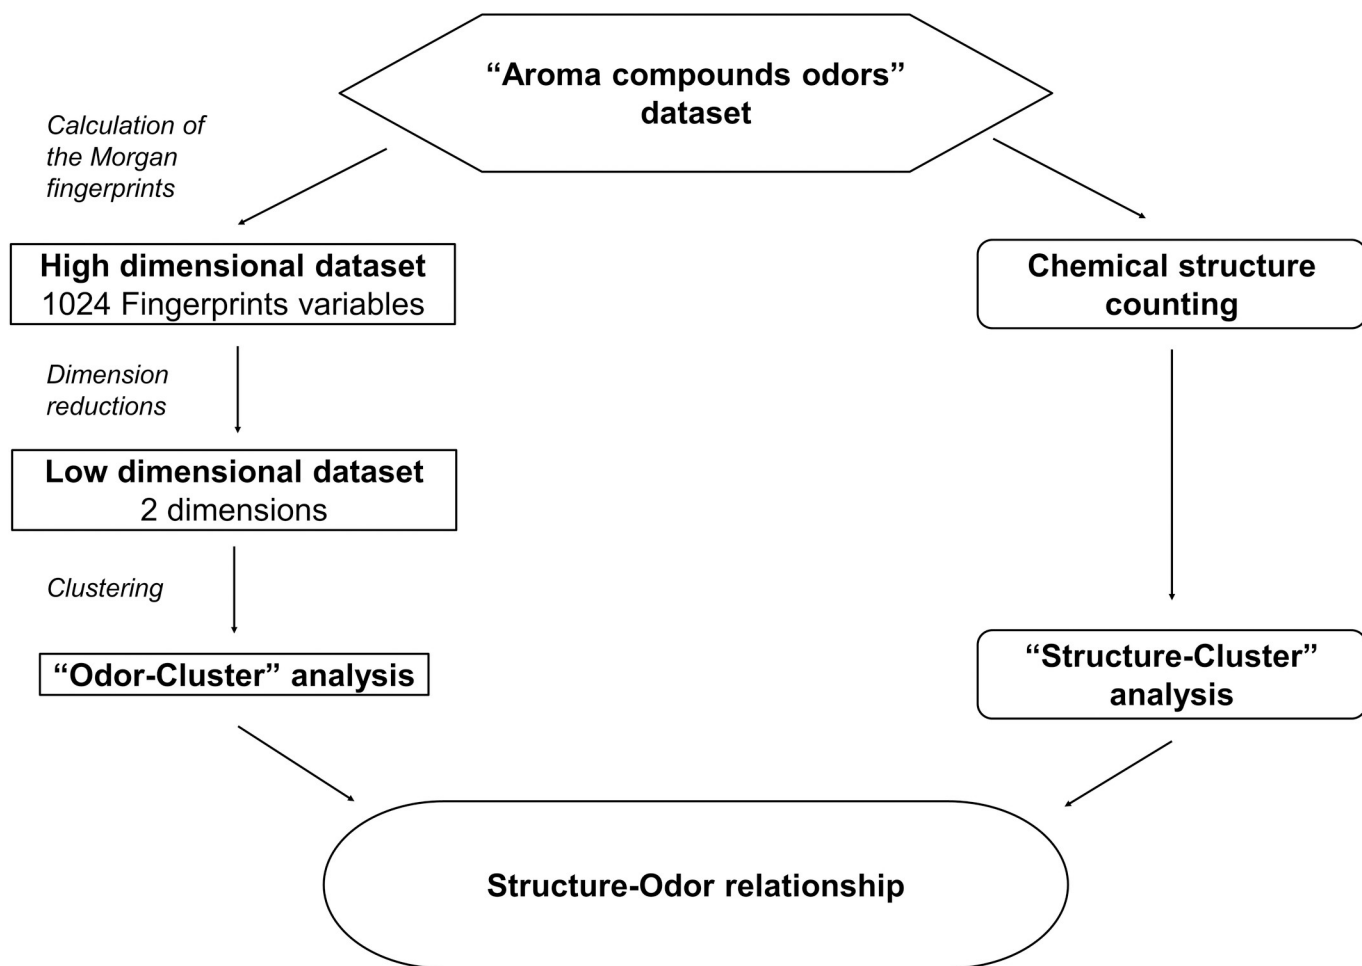 “Aroma compounds odors”
dataset
Calculation of
the Morgan
fingerprints
High dimensional dataset
1024 Fingerprints variables
Chemical structure
counting
Dimension
reductions
Low dimensional dataset
2 dimensions
Clustering
“Odor-Cluster” analysis
“Structure-Cluster”
analysis
Structure-Odor relationship